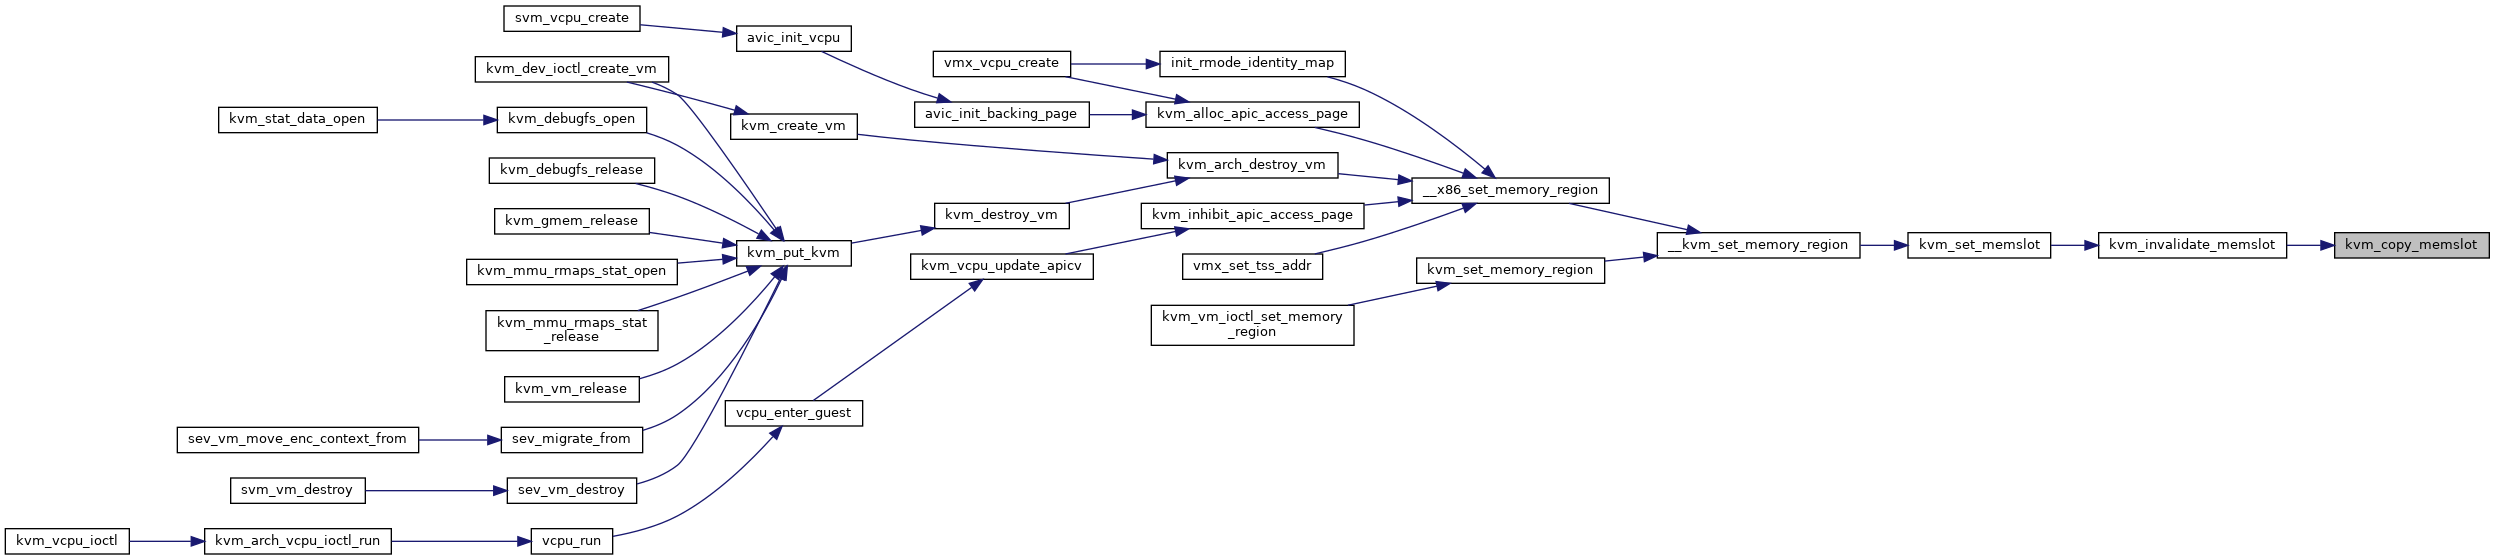 svm_vcpu_create
avic_init_vcpu
kvm_dev_ioctl_create_vm
vmx_vcpu_create
init_rmode_identity_map
kvm_stat_data_open
kvm_debugfs_open
kvm_create_vm
avic_init_backing_page
kvm_alloc_apic_access_page
kvm_debugfs_release
kvm_arch_destroy_vm
__x86_set_memory_region
kvm_gmem_release
kvm_destroy_vm
kvm_inhibit_apic_access_page
kvm_put_kvm
__kvm_set_memory_region
kvm_set_memslot
kvm_invalidate_memslot
kvm_copy_memslot
kvm_mmu_rmaps_stat_open
kvm_vcpu_update_apicv
vmx_set_tss_addr
kvm_set_memory_region
kvm_mmu_rmaps_stat
_release
kvm_vm_ioctl_set_memory
_region
kvm_vm_release
vcpu_enter_guest
sev_vm_move_enc_context_from
sev_migrate_from
svm_vm_destroy
sev_vm_destroy
kvm_vcpu_ioctl
kvm_arch_vcpu_ioctl_run
vcpu_run